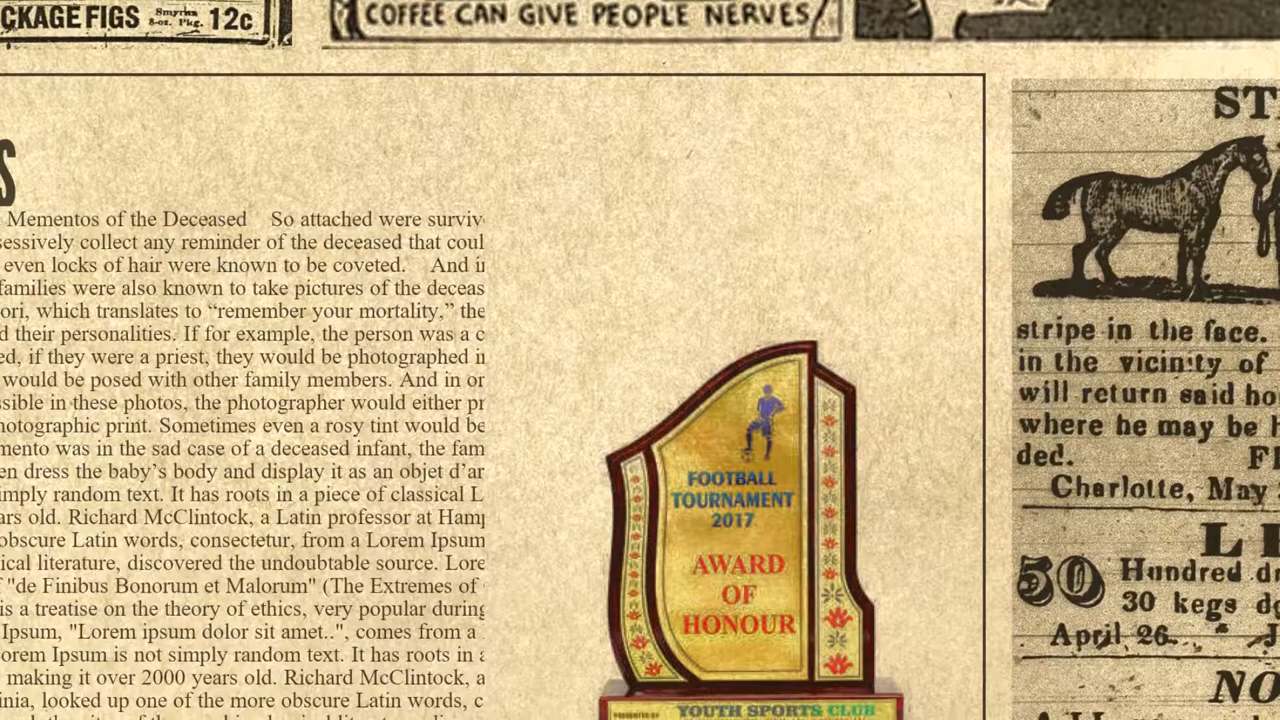 CKAGE FIGS Smyrna 8-oz. Pkg. 12c
COFFEE CAN GIVE PEOPLE NERVES
S
Mementos of the Deceased So attached were surviv
sessively collect any reminder of the deceased that coul
even locks of hair were known to be coveted. And i
families were also known to take pictures of the deceas
ori, which translates to “remember your mortality,” the
d their personalities. If for example, the person was a c
ed, if they were a priest, they would be photographed i
would be posed with other family members. And in or
ssible in these photos, the photographer would either pr
hotographic print. Sometimes even a rosy tint would be
mento was in the sad case of a deceased infant, the fam
en dress the baby’s body and display it as an objet d’ar
imply random text. It has roots in a piece of classical L
ars old. Richard McClintock, a Latin professor at Hamp
obscure Latin words, consectetur, from a Lorem Ipsum
ical literature, discovered the undoubtable source. Lore
"de Finibus Bonorum et Malorum" (The Extremes of
is a treatise on the theory of ethics, very popular during
Ipsum, "Lorem ipsum dolor sit amet..", comes from a
orem Ipsum is not simply random text. It has roots in a
making it over 2000 years old. Richard McClintock, a
inia, looked up one of the more obscure Latin words, c
FOOTBALL
TOURNAMENT
2017
AWARD
OF
HONOUR
PRESENTED BY YOUTH SPORTS CLUB
ST
stripe in the face.
in the vicinity of
will return said ho
where he may be h
ded. F
Charlotte, May
L E
50 Hundred d
30 kegs d
April 26. J
NO